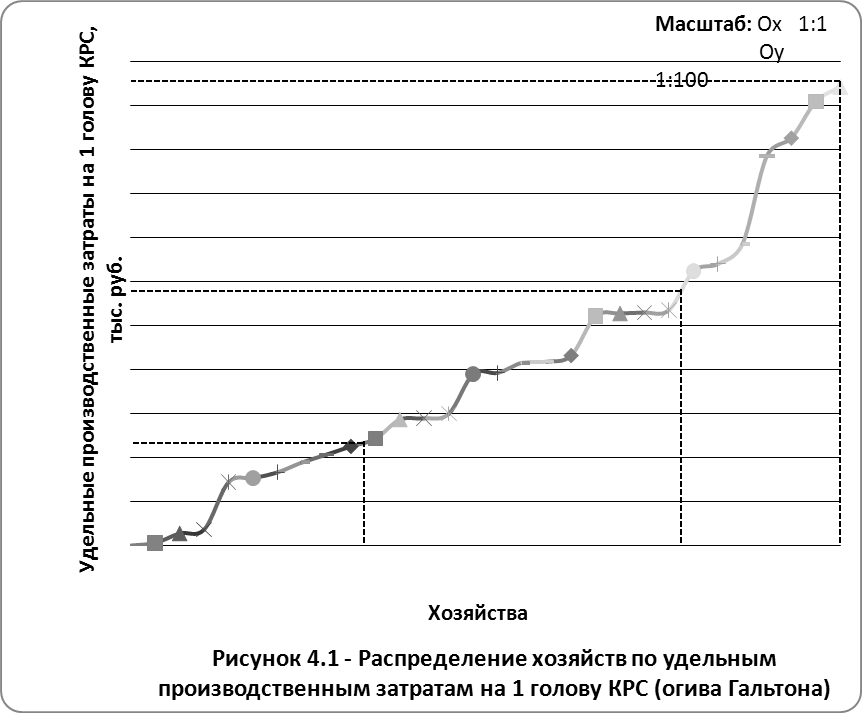 Масштаб: Ох 1:1
Оу
1:100
Удельные производственные затраты на 1 голову КРС,
тыс. руб.
Хозяйства
Рисунок 4.1 - Распределение хозяйств по удельным
производственным затратам на 1 голову КРС (огива Гальтона)